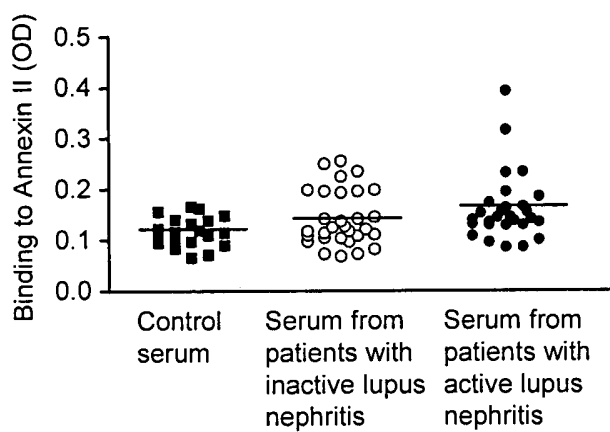 Binding to Annexin II (OD)
0.5
0.4
0.3
0.2
0.1
0.0
Control
serum
Serum from
patients with
inactive lupus
nephritis
Serum from
patients with
active lupus
nephritis